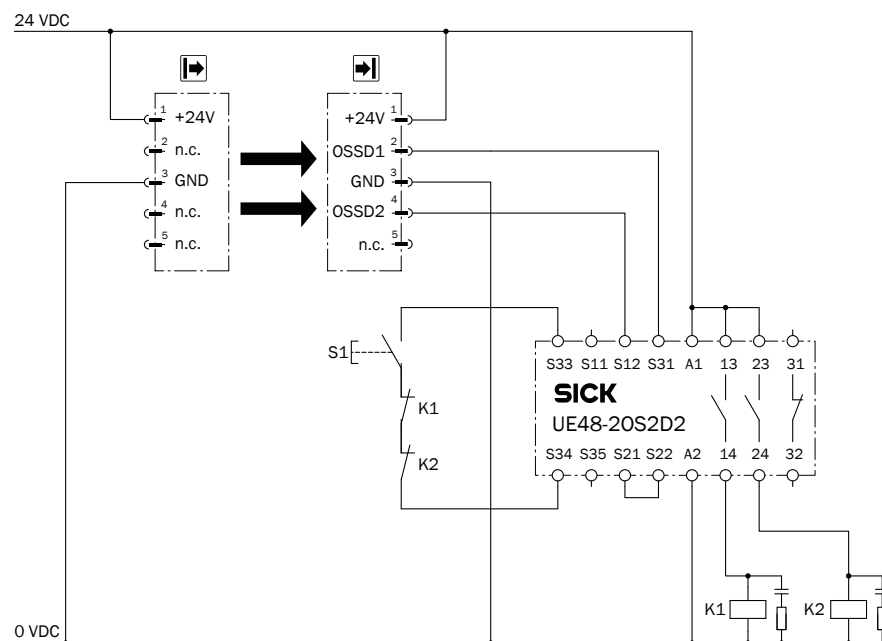 24 VDC
1 +24V
2 n.c.
3 GND
4 n.c.
5 n.c.
+24V 1
OSSD1 2
GND 3
OSSD2 4
n.c. 5
S1
K1
K2
S33 S11 S12 S31 A1 13 23 31
SICK
UE48-20S2D2
S34 S35 S21 S22 A2 14 24 32
K1 K2
0 VDC